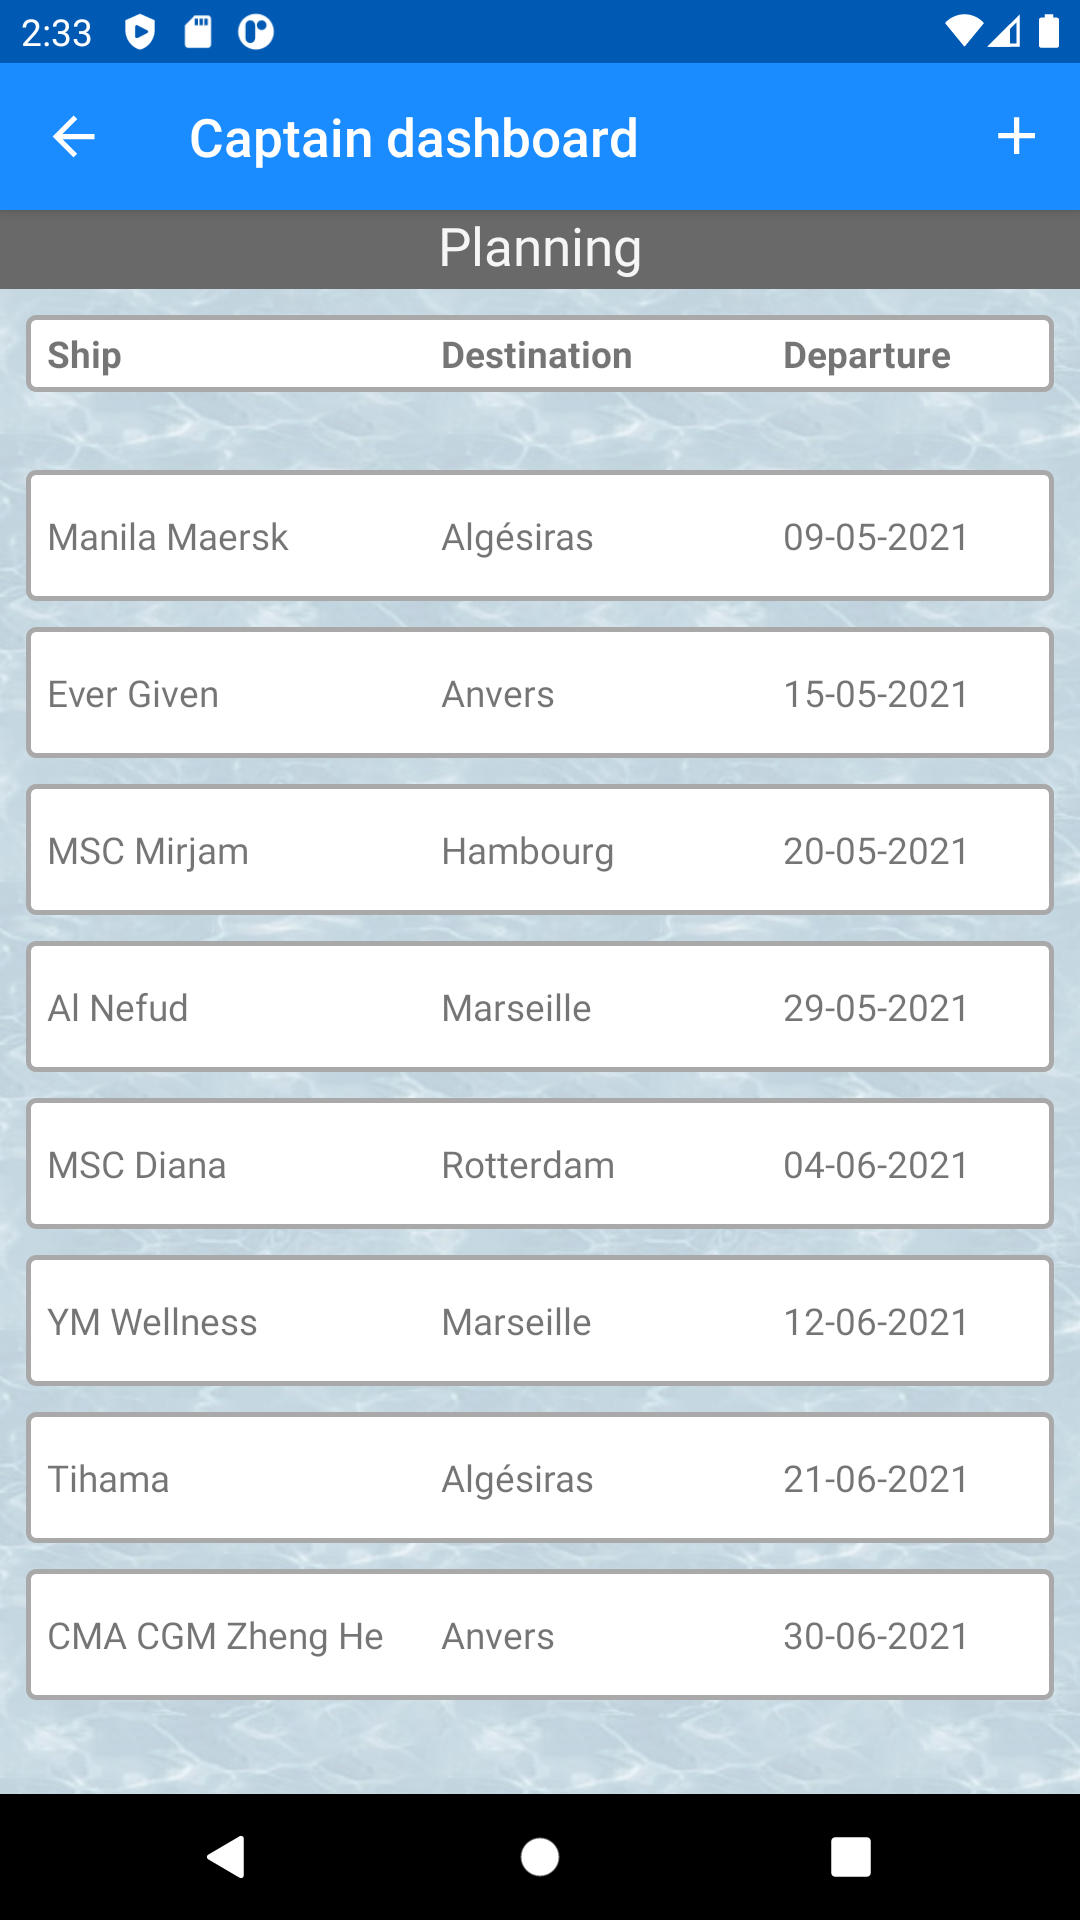 2:33
Captain dashboard
Planning
Ship Destination Departure
Manila Maersk Algésiras 09-05-2021
Ever Given Anvers 15-05-2021
MSC Mirjam Hambourg 20-05-2021
Al Nefud Marseille 29-05-2021
MSC Diana Rotterdam 04-06-2021
YM Wellness Marseille 12-06-2021
Tihama Algésiras 21-06-2021
CMA CGM Zheng He Anvers 30-06-2021